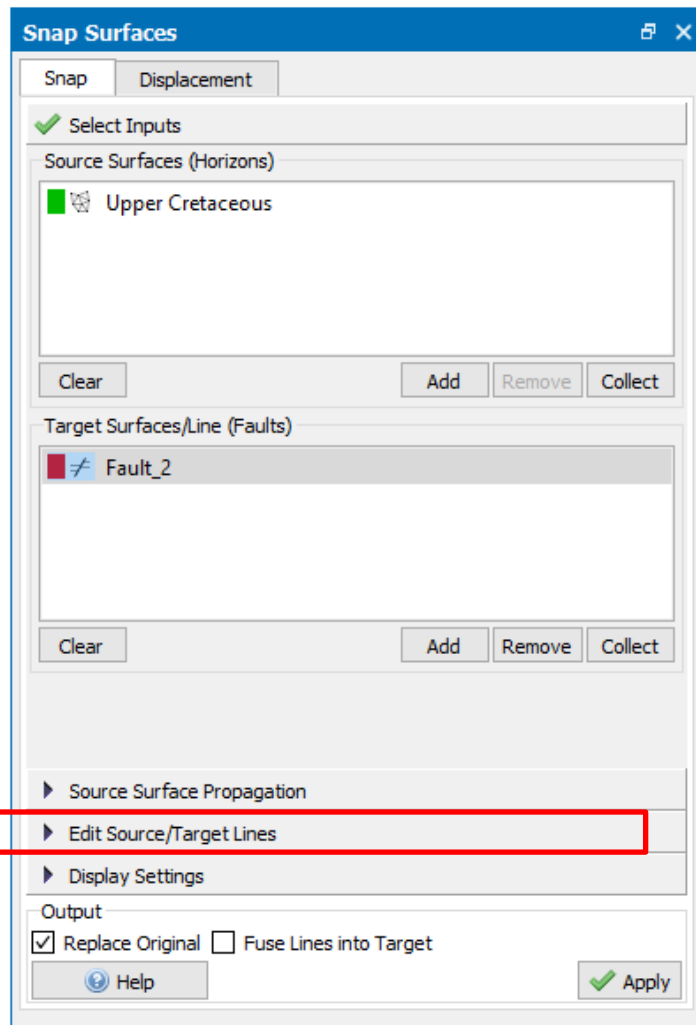 Snap Surfaces
Snap Displacement
Select Inputs
Source Surfaces (Horizons)
Upper Cretaceous
Clear Add Remove Collect
Target Surfaces/Line (Faults)
Fault_2
Clear Add Remove Collect
Source Surface Propagation
Edit Source/Target Lines
Display Settings
Output
Replace Original Fuse Lines into Target
Help Apply